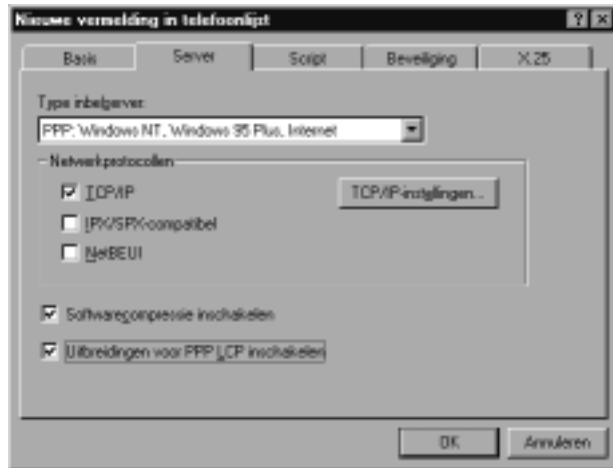 Nieuwe vermelding in telefoonlijst
Basis Server Script Beveiliging X.25
Type inbelserver:
PPP: Windows NT, Windows 95 Plus, Internet
Netwerkprotocollen
TCP/IP TCP/IP-instellingen...
IPX/SPX-compatibel
NetBEUI
Softwarecompressie inschakelen
Uitbreidingen voor PPP LCP inschakelen
OK Annuleren